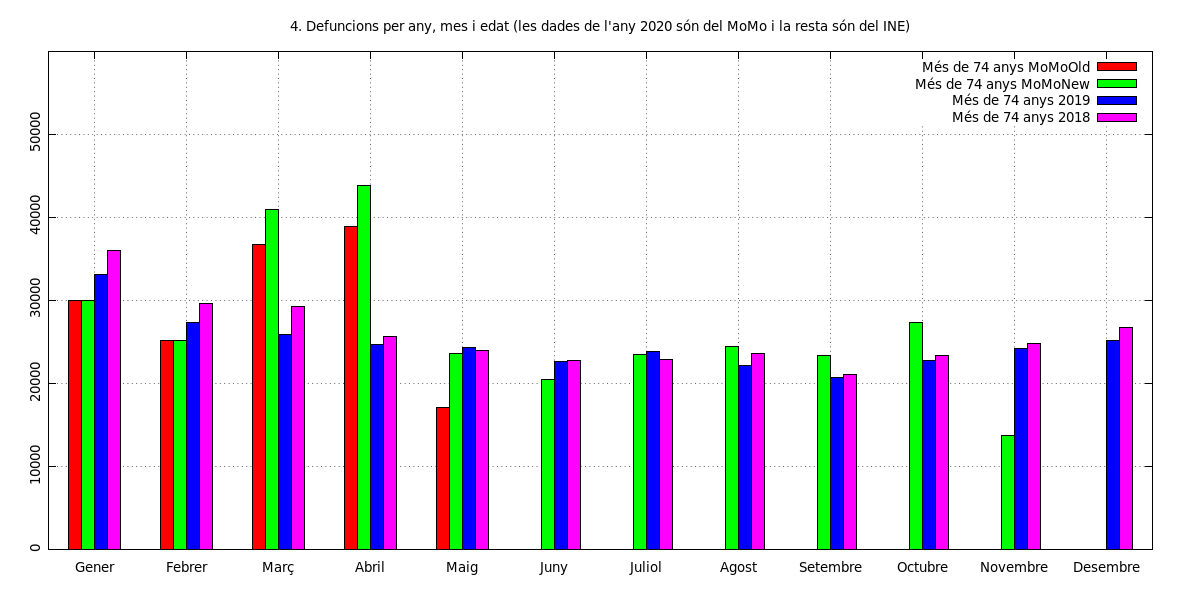 4. Defuncions per any, mes i edat (les dades de l'any 2020 són del MoMo i la resta són del INE)
Més de 74 anys MoMoOld
Més de 74 anys MoMoNew
Més de 74 anys 2019
Més de 74 anys 2018
50000
40000
30000
20000
10000
0
Gener Febrer Març Abril Maig Juny Juliol Agost Setembre Octubre Novembre Desembre